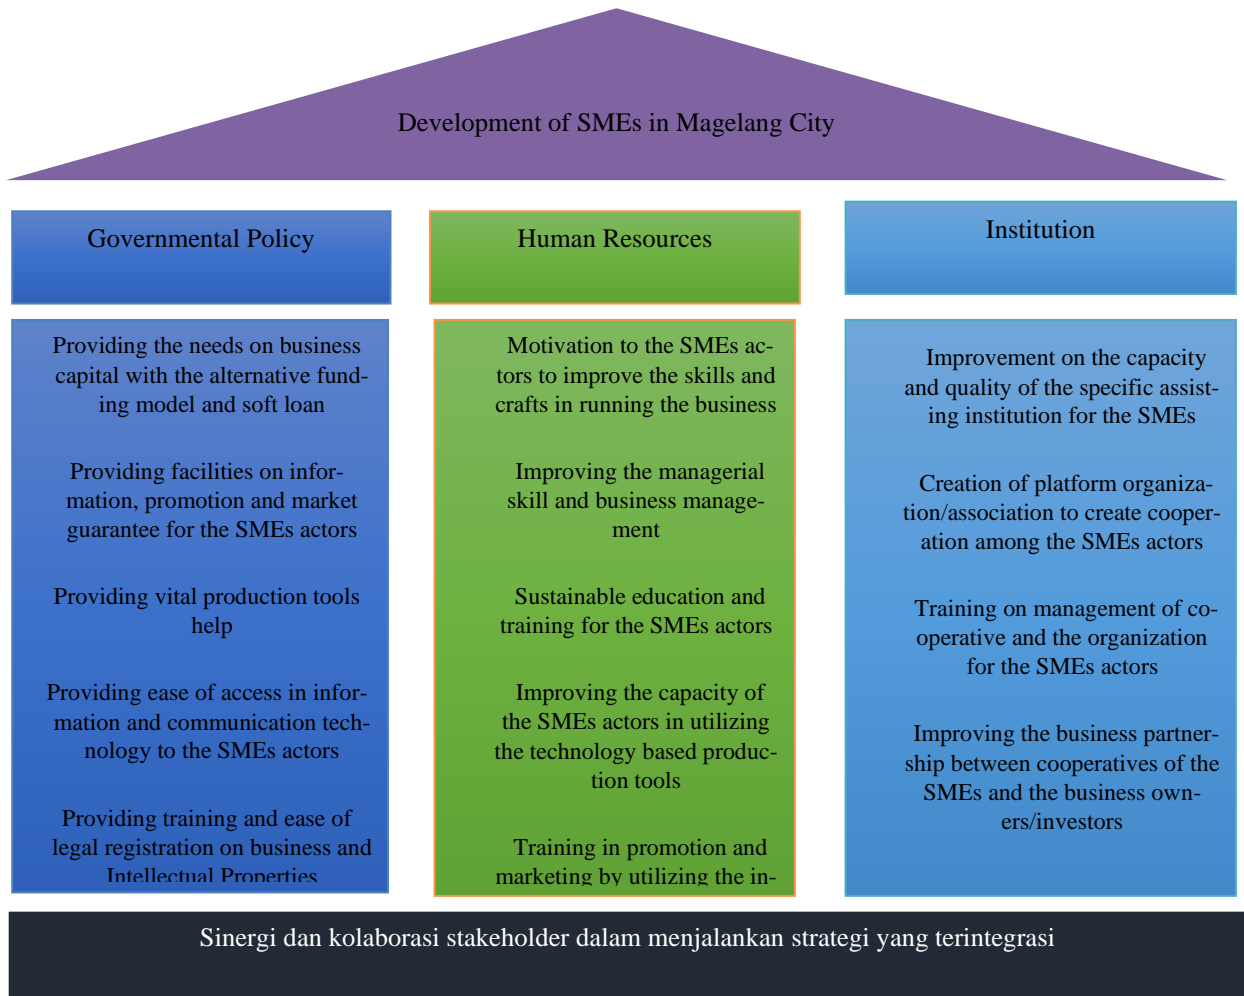 Development of SMEs in Magelang City
Governmental Policy
Providing the needs on business
capital with the alternative fund-
ing model and soft loan
Providing facilities on infor-
mation, promotion and market
guarantee for the SMEs actors
Providing vital production tools
help
Providing ease of access in infor-
mation and communication tech-
nology to the SMEs actors
Providing training and ease of
legal registration on business and
Intellectual Properties
Human Resources
Motivation to the SMEs ac-
tors to improve the skills and
crafts in running the business
Improving the managerial
skill and business manage-
ment
Sustainable education and
training for the SMEs actors
Improving the capacity of
the SMEs actors in utilizing
the technology based produc-
tion tools
Training in promotion and
marketing by utilizing the in-
Institution
Improvement on the capacity
and quality of the specific assist-
ing institution for the SMEs
Creation of platform organiza-
tion/association to create cooper-
ation among the SMEs actors
Training on management of co-
operative and the organization
for the SMEs actors
Improving the business partner-
ship between cooperatives of the
SMEs and the business own-
ers/investors
Sinergi dan kolaborasi stakeholder dalam menjalankan strategi yang terintegrasi